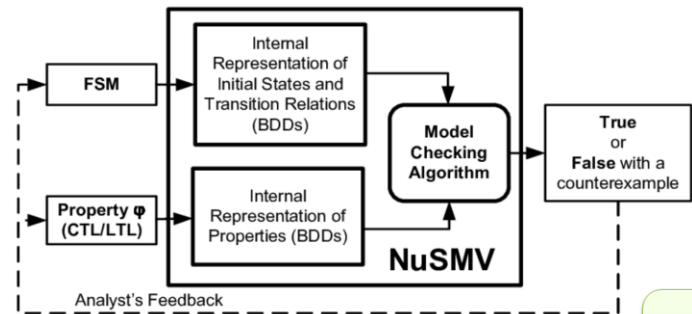 FSM
Internal
Representation of
Initial States and
Transition Relations
(BDDs)
Property φ
(CTL/LTL)
Internal
Representation of
Properties (BDDs)
Model
Checking
Algorithm
NuSMV
True
or
False with a
counterexample
Analyst's Feedback